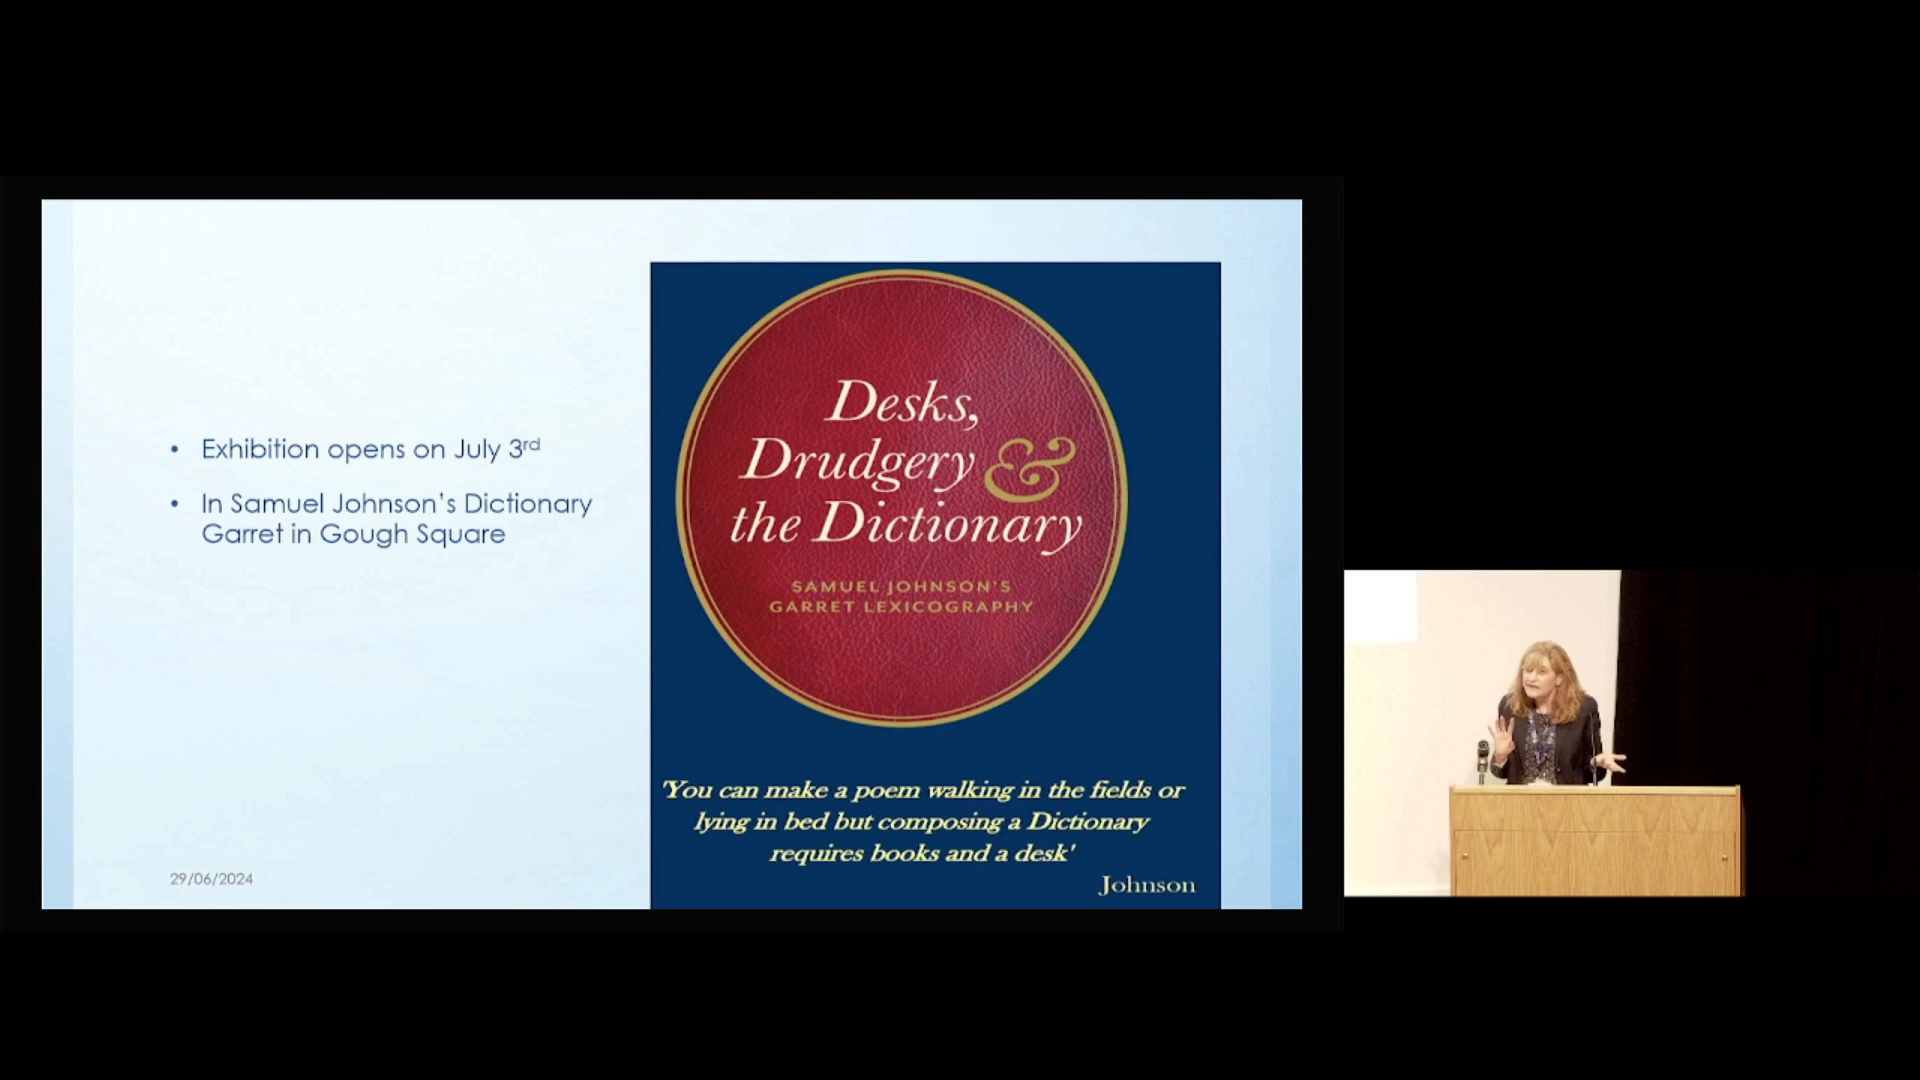 • Exhibition opens on July 3rd
• In Samuel Johnson's Dictionary
Garret in Gough Square
29/06/2024
Desks,
Drudgery &
the Dictionary
SAMUEL JOHNSON'S
GARRET LEXICOGRAPHY
'You can make a poem walking in the fields or
lying in bed but composing a Dictionary
requires books and a desk'
Johnson